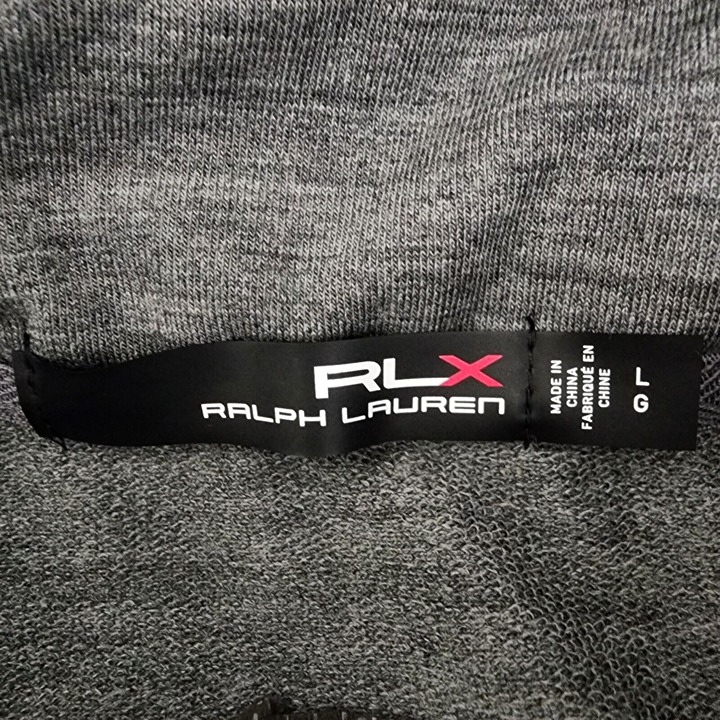 RLX
RALPH LAUREN
MADE IN
CHINA
FABRIQUÉ EN
CHINE
L
G